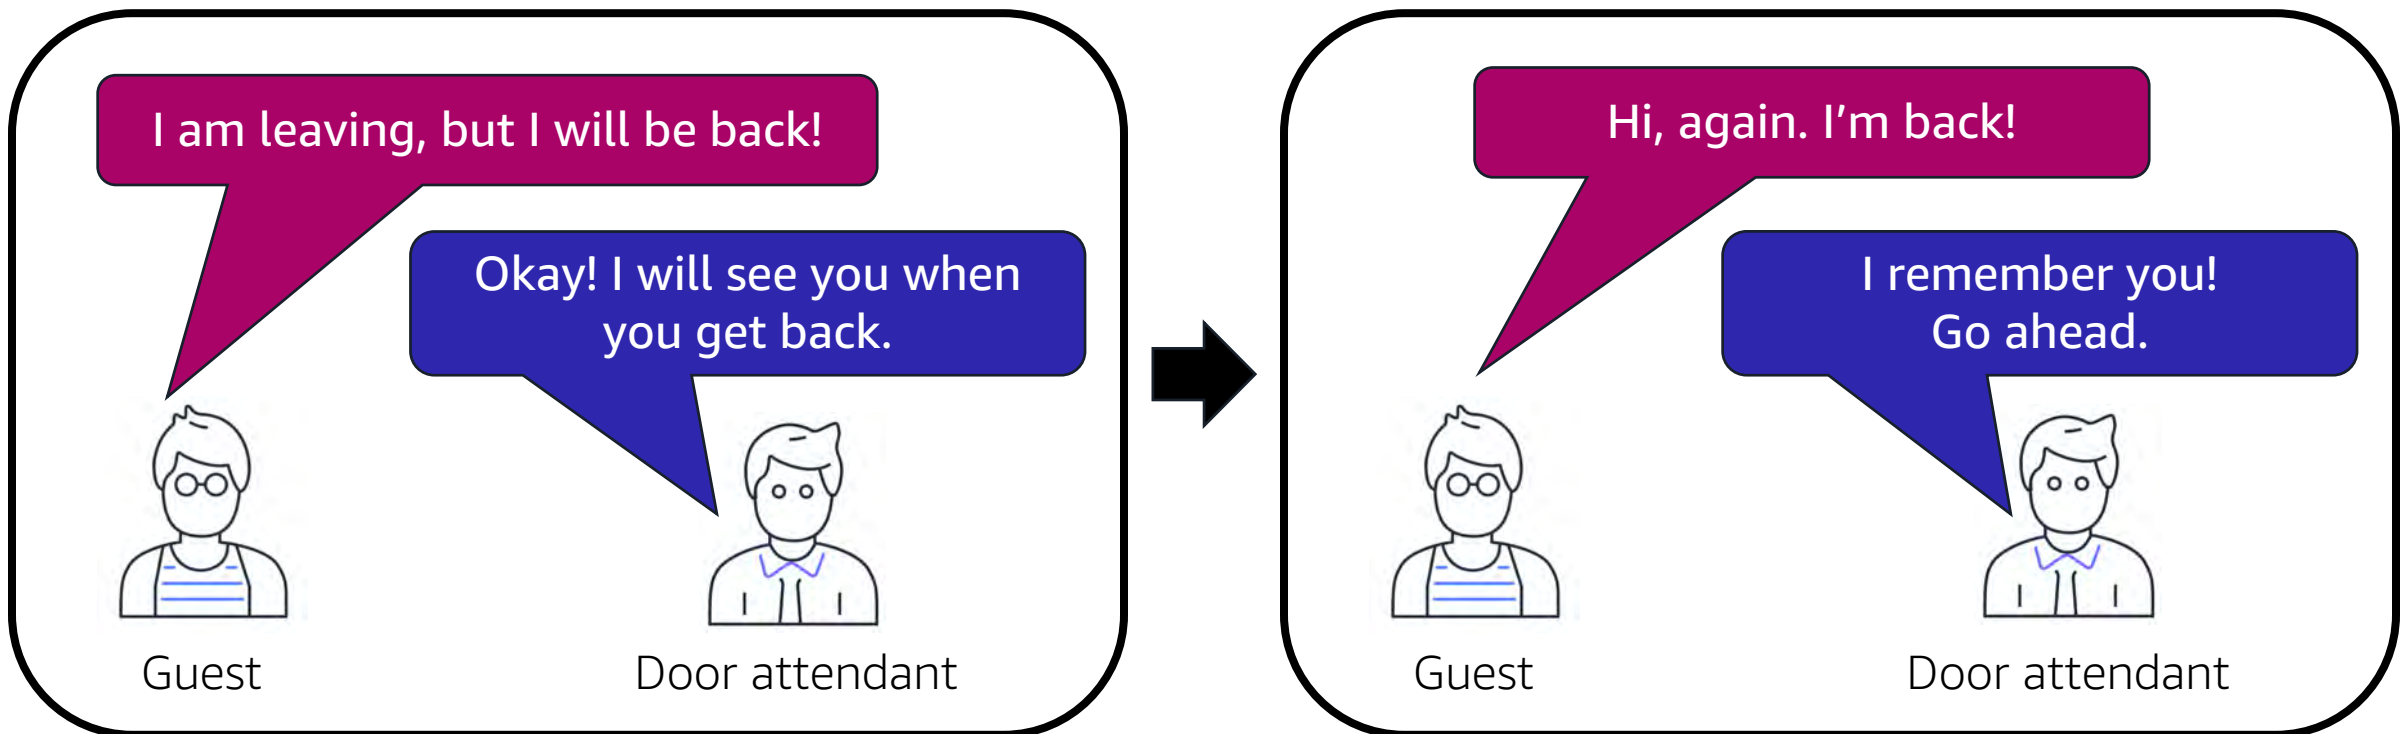 I am leaving, but I will be back!
Okay! I will see you when
you get back.
Guest
Door attendant
Hi, again. I’m back!
I remember you!
Go ahead.
Guest
Door attendant